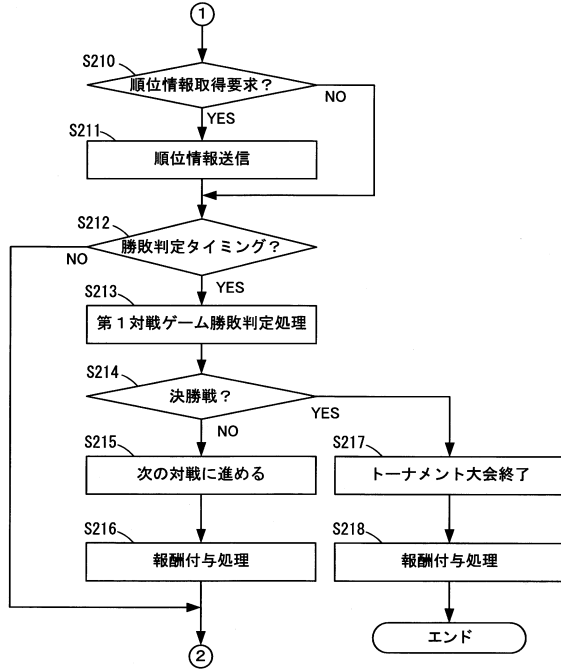 ①
S210
順位情報取得要求？
NO
YES
S211
順位情報送信
S212
勝敗判定タイミング？
NO
YES
S213
第１対戦ゲーム勝敗判定処理
S214
決勝戦？
YES
NO
S215
次の対戦に進める
S217
トーナメント大会終了
S216
報酬付与処理
S218
報酬付与処理
エンド
②